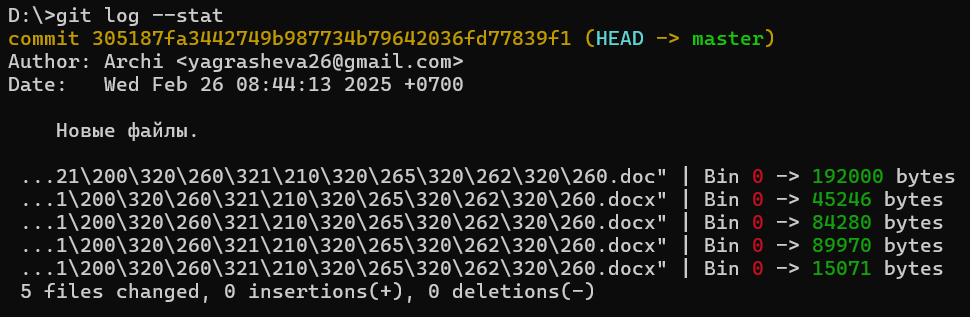 D:\>git log --stat
commit 305187fa3442749b987734b79642036fd77839f1 (HEAD -> master)
Author: Archi <yagrasheva26@gmail.com>
Date:   Wed Feb 26 08:44:13 2025 +0700
Новые файлы.
...21\200\320\260\321\210\320\265\320\262\320\260.doc" | Bin 0 -> 192000 bytes
...1\200\320\260\321\210\320\265\320\262\320\260.docx" | Bin 0 -> 45246 bytes
...1\200\320\260\321\210\320\265\320\262\320\260.docx" | Bin 0 -> 84280 bytes
...1\200\320\260\321\210\320\265\320\262\320\260.docx" | Bin 0 -> 89970 bytes
...1\200\320\260\321\210\320\265\320\262\320\260.docx" | Bin 0 -> 15071 bytes
5 files changed, 0 insertions(+), 0 deletions(-)